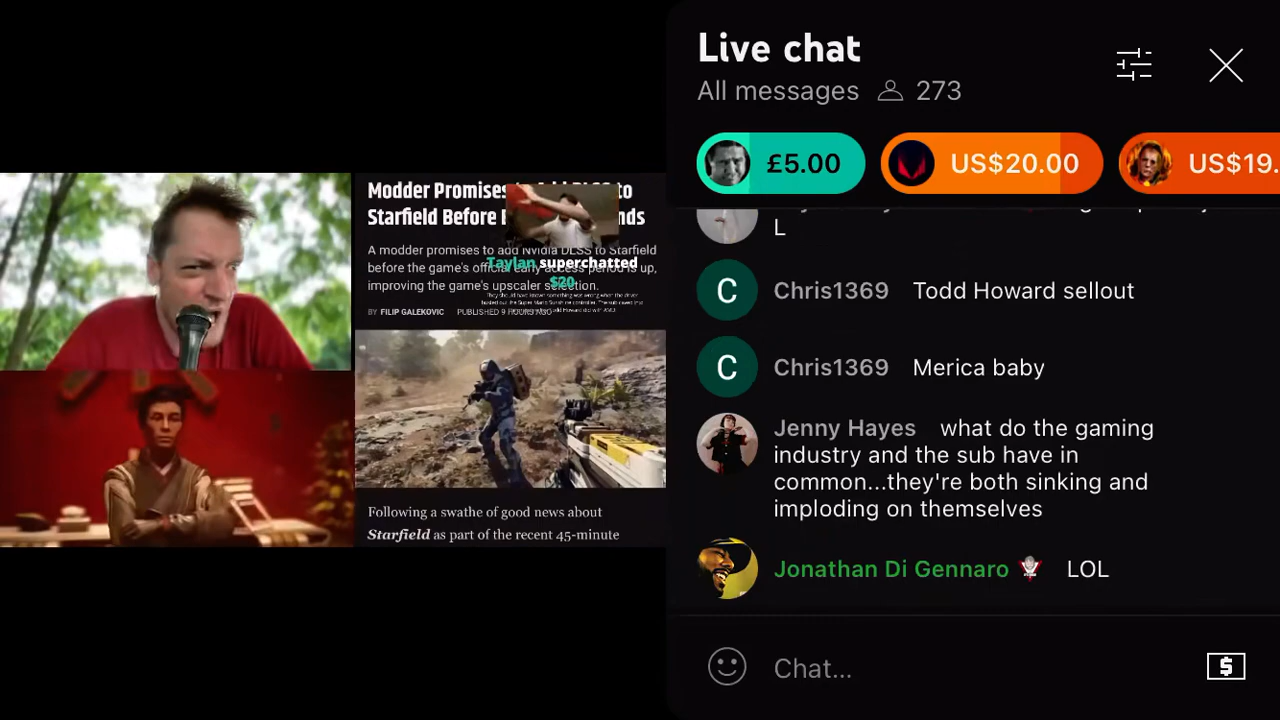 Modder Promises to Add DLSS to
Starfield Before
nds
A modder promises to add Nvidia DLSS to Starfield
before the game's official early access period is up,
improving the game's upscaler selection.
Taylan superchatted
$20
BY FILIP GALEKOVIC PUBLISHED 9 HOURS AGO
Following a swathe of good news about
Starfield as part of the recent 45-minute
Live chat
All messages 273
£5.00 US$20.00 US$19.
L
Chris1369 Todd Howard sellout
Chris1369 Merica baby
Jenny Hayes what do the gaming
industry and the sub have in
common...they're both sinking and
imploding on themselves
Jonathan Di Gennaro LOL
Chat...